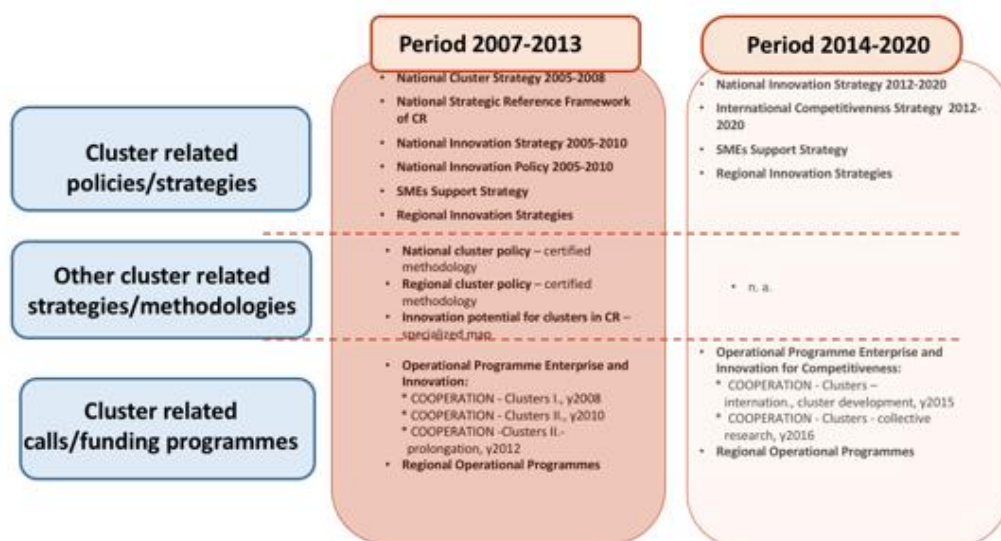 Period 2007-2013
Period 2014-2020
Cluster related
policies/strategies
• National Cluster Strategy 2005-2008
• National Strategic Reference Framework
of CR
• National Innovation Strategy 2005-2010
• National Innovation Policy 2005-2010
• SMEs Support Strategy
• Regional Innovation Strategies
• National Innovation Strategy 2012-2020
• International Competitiveness Strategy 2012-
2020
• SMEs Support Strategy
• Regional Innovation Strategies
Other cluster related
strategies/methodologies
• National cluster policy – certified
methodology
• Regional cluster policy – certified
methodology
• Innovation potential for clusters in CR –
specialized map
• n. a.
Cluster related
calls/funding programmes
• Operational Programme Enterprise and
Innovation:
* COOPERATION - Clusters I., y2008
* COOPERATION - Clusters II., y2010
* COOPERATION -Clusters II.-
prolongation, y2012
• Regional Operational Programmes
• Operational Programme Enterprise and
Innovation for Competitiveness:
* COOPERATION - Clusters –
internation., cluster development, y2015
* COOPERATION - Clusters - collective
research, y2016
• Regional Operational Programmes